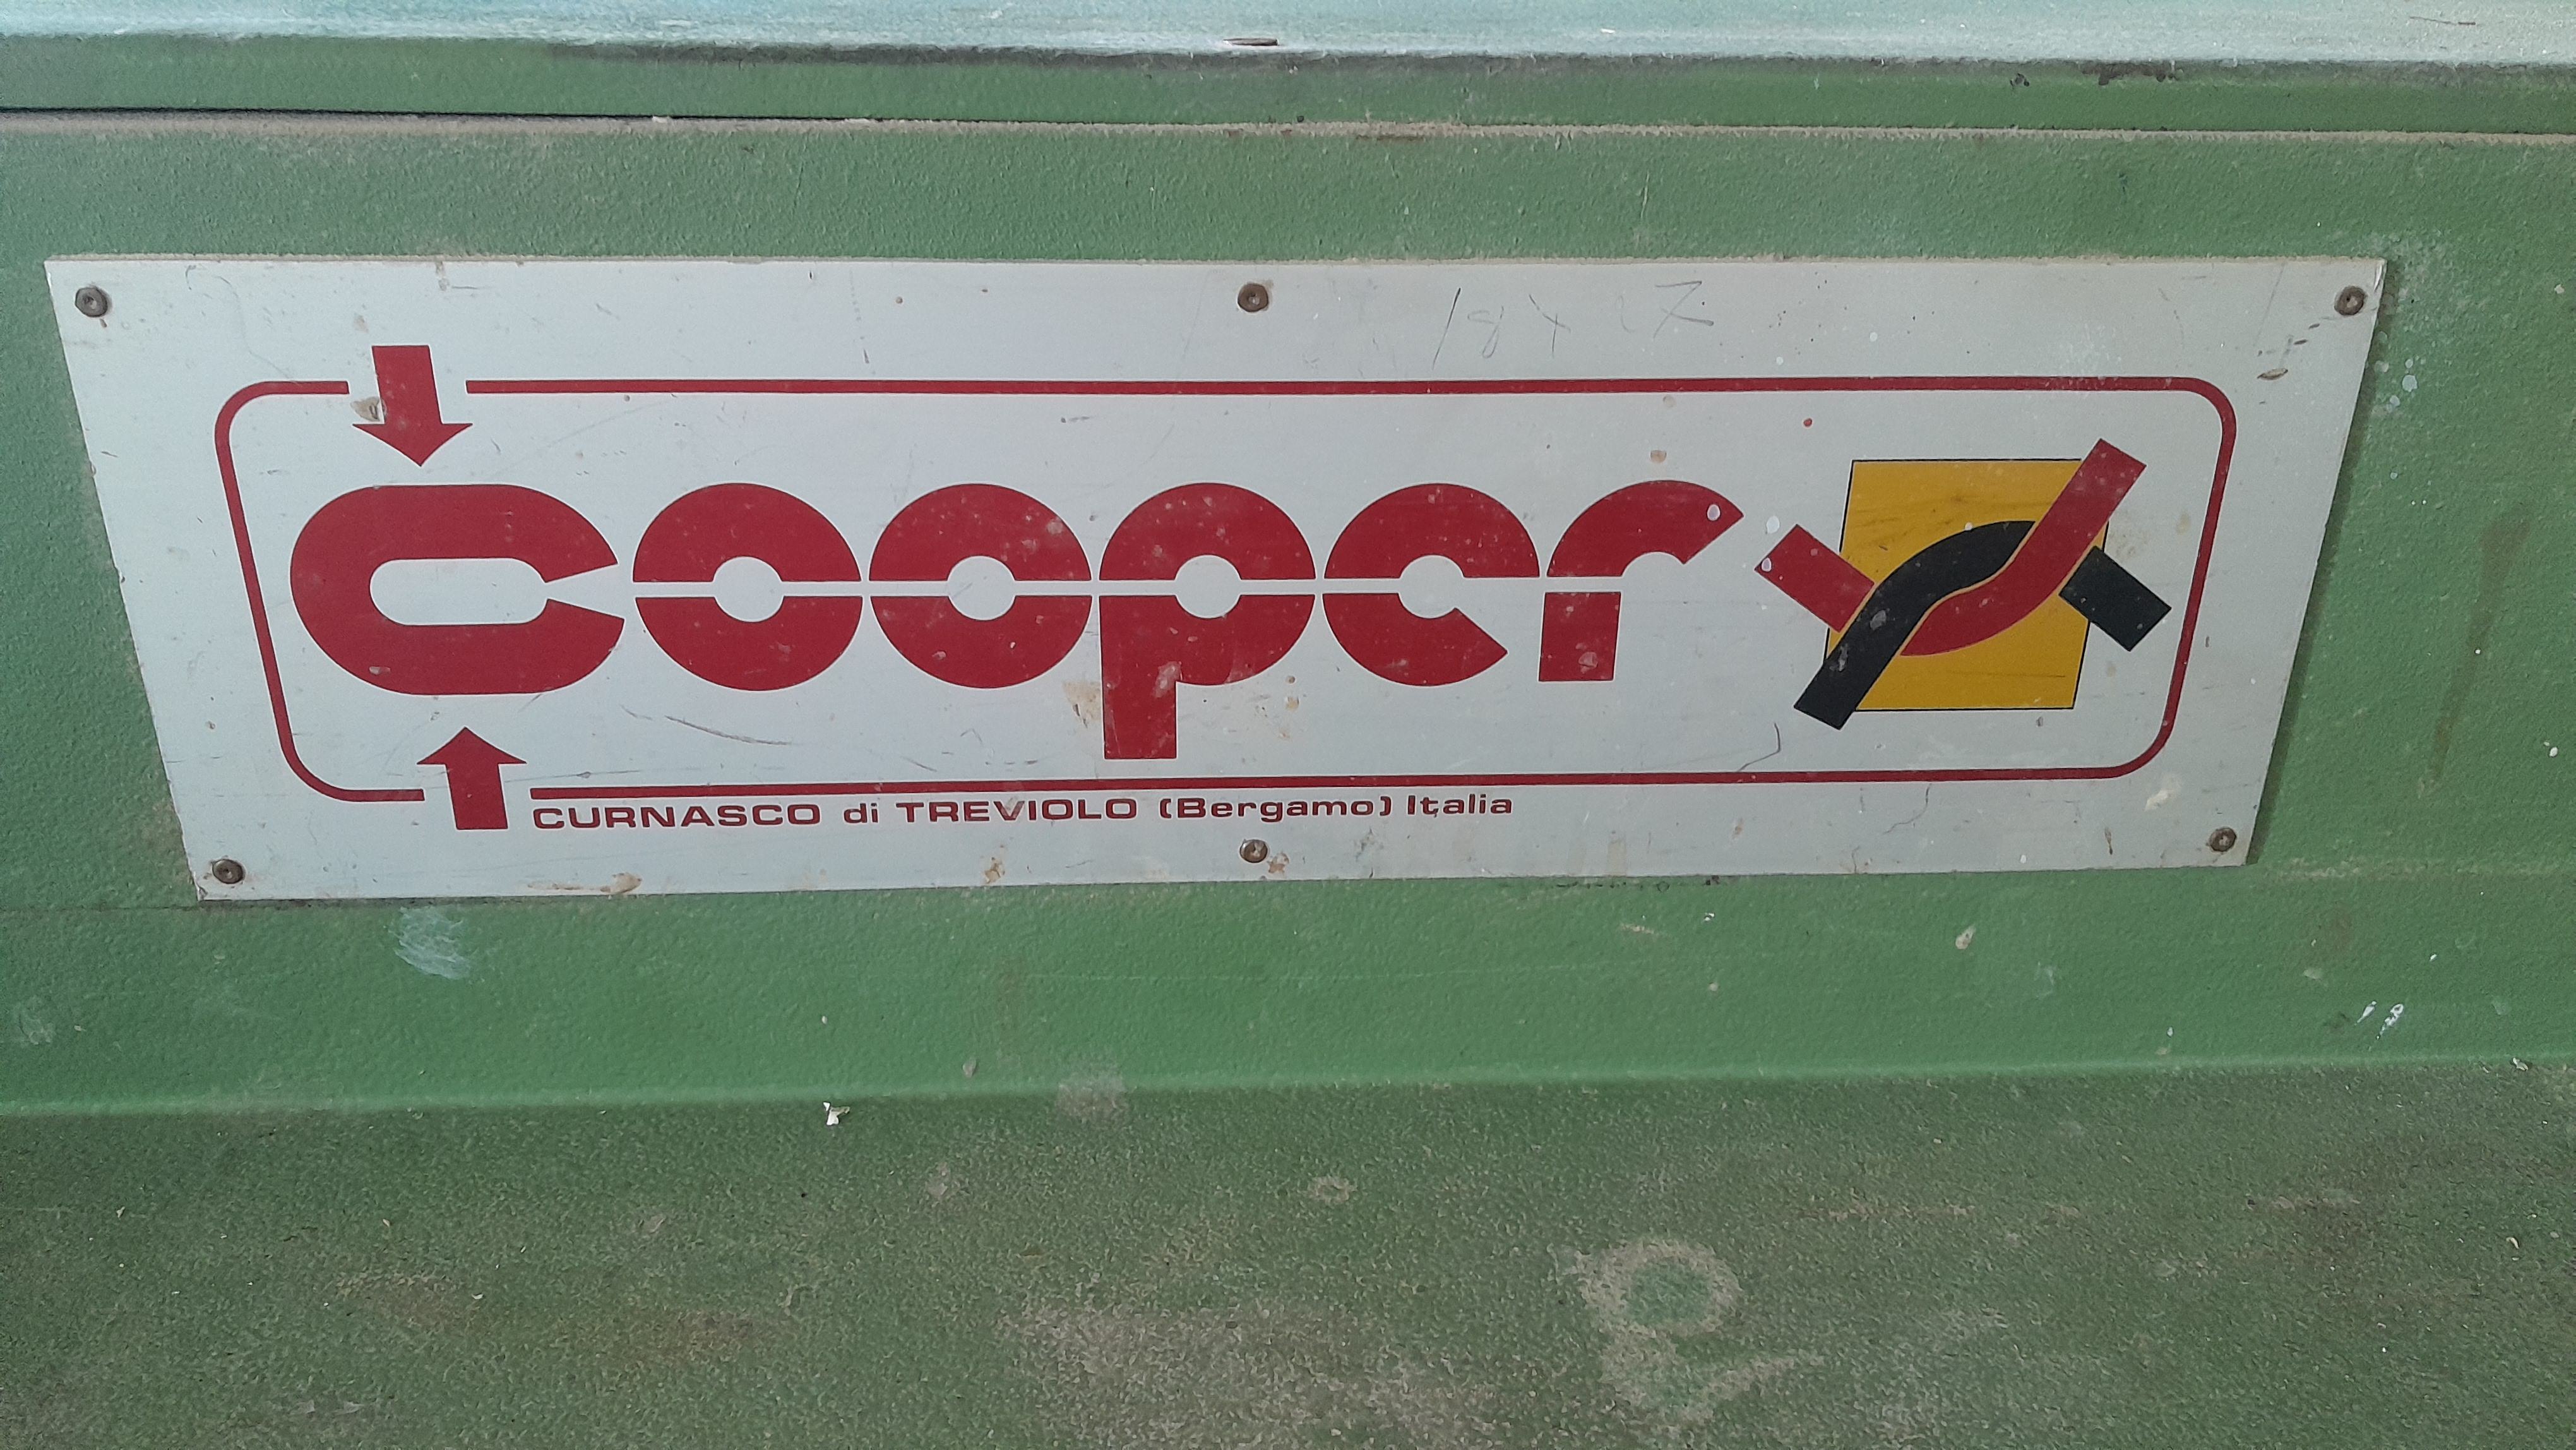 cooper
CURNASCO di TREVIOLO (Bergamo) Italia